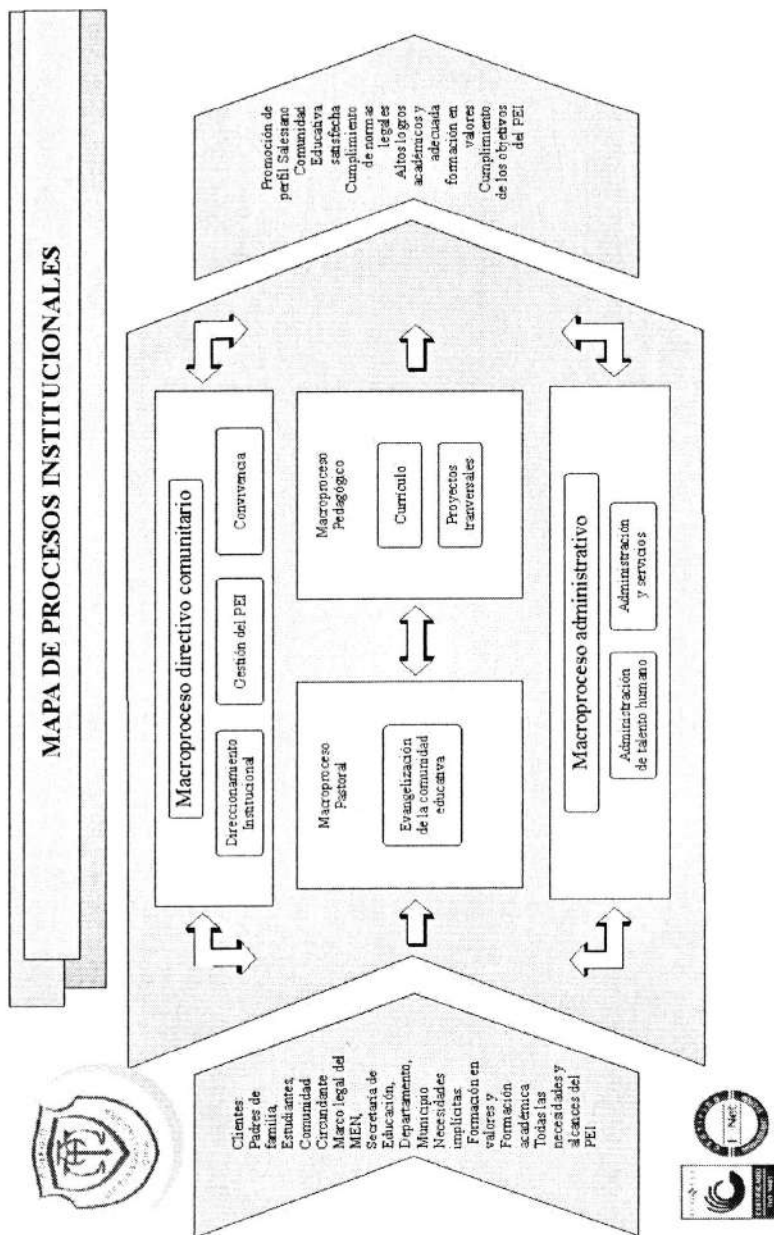 MAPA DE PROCESOS INSTITUCIONALES
Clientes:
Padres de
familia,
Estudiantes,
Comunidad
Circundante
Marco legal del
MEN,
Secretaría de
Educación,
Departamento,
Municipio
Necesidades
implícitas.
Formación en
valores y
Formación
académica
Todas las
necesidades y
alcances del
PEI
Macroproceso directivo comunitario
Direccionamiento
Institucional
Gestión del PEI
Convivencia
Macroproceso
Pastoral
Evangelización
de la comunidad
educativa
Macroproceso
Pedagógico
Currículo
Proyectos
tranversales
Macroproceso administrativo
Administración
de talento humano
Administración
y servicios
Promoción de
perfil Salesiano
Comunidad
Educativa
satisfecha
Cumplimiento
de normas
legales
Altos logros
académicos y
adecuada
formación en
valores
Cumplimiento
de los objetivos
del PEI
Net
CERTIFICADO